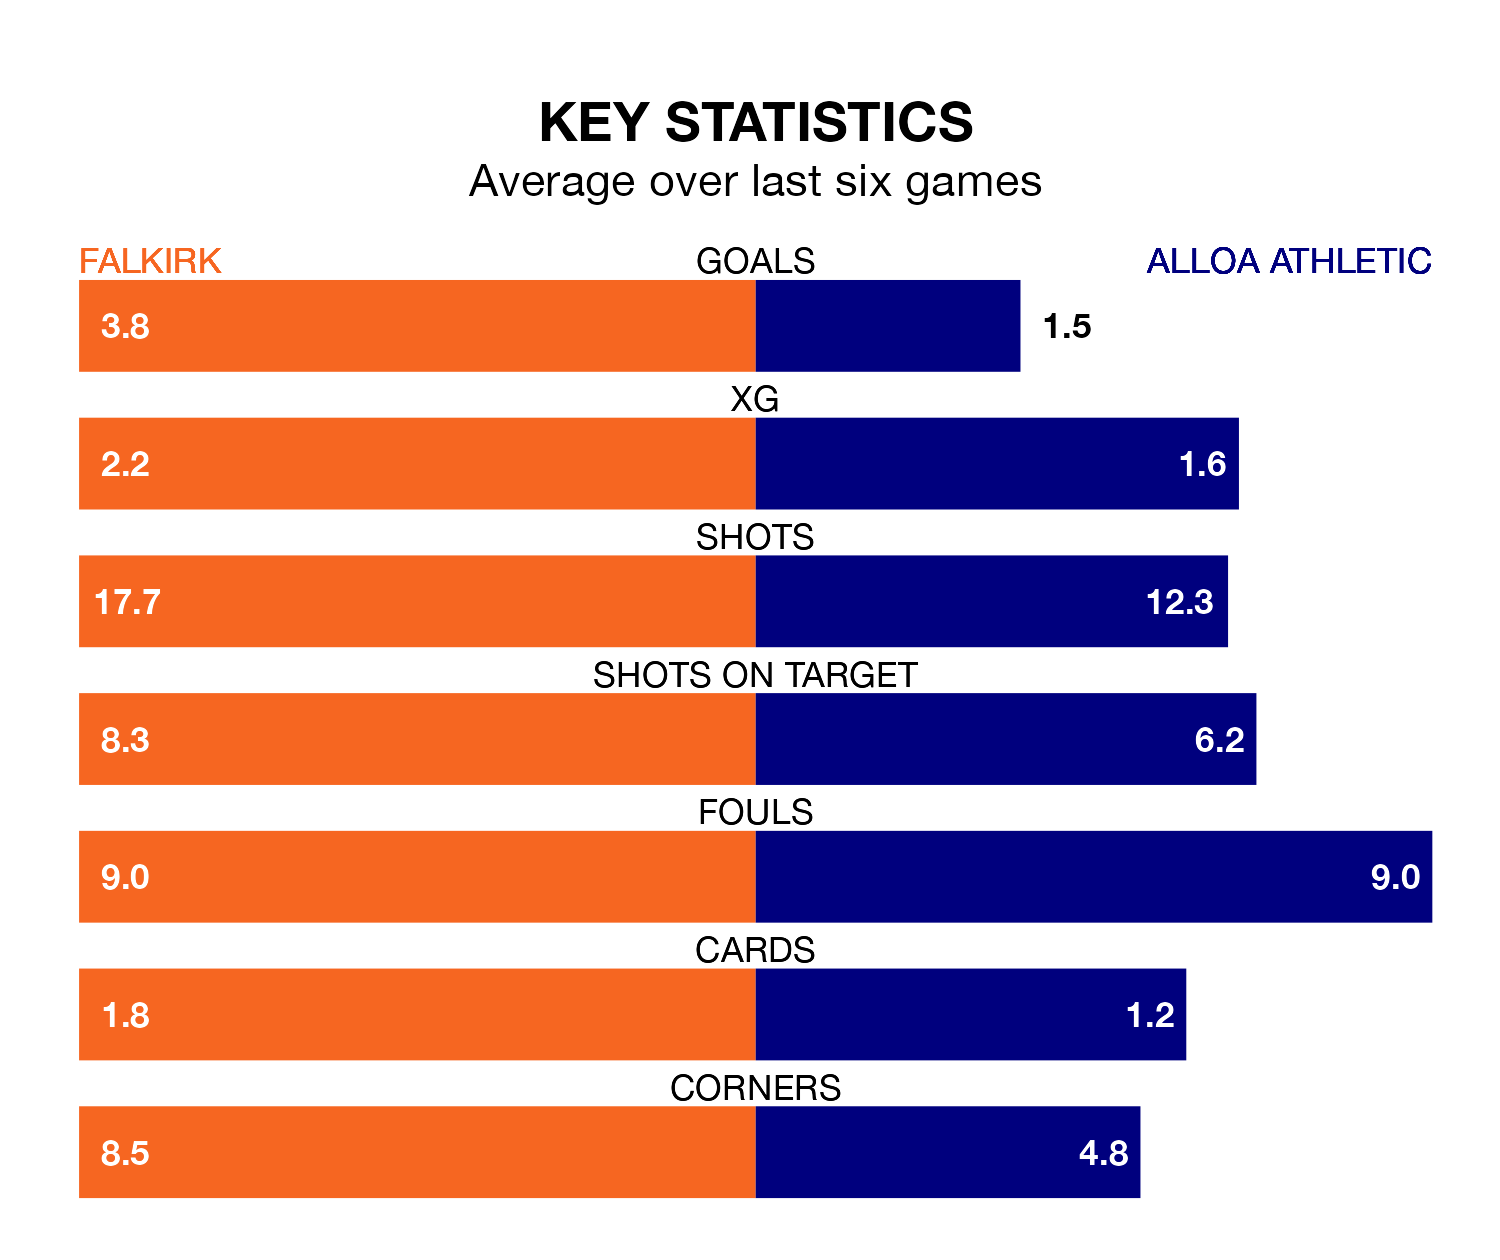 KEY STATISTICS
Average over last six games
FALKIRK GOALS ALLOA ATHLETIC
3.8 1.5
XG
2.2 1.6
SHOTS
17.7 12.3
SHOTS ON TARGET
8.3 6.2
FOULS
9.0 9.0
CARDS
1.8 1.2
CORNERS
8.5 4.8